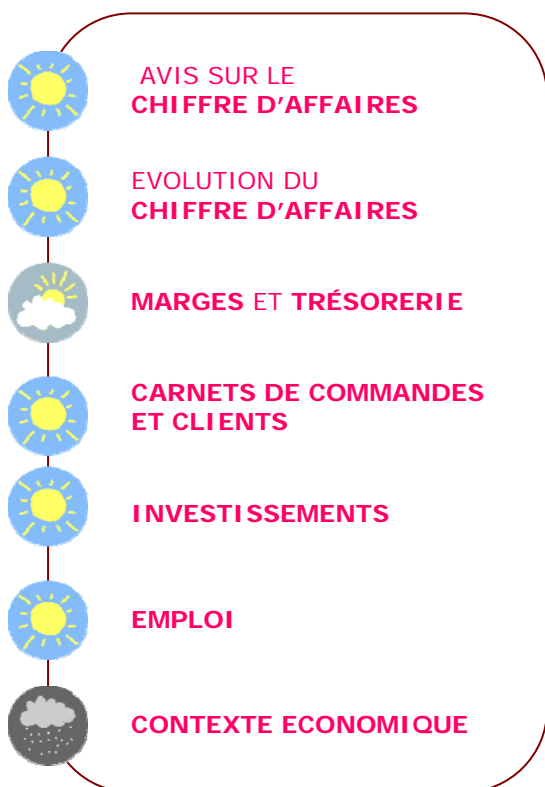 AVIS SUR LE
CHIFFRE D'AFFAIRES
EVOLUTION DU
CHIFFRE D'AFFAIRES
MARGES ET TRÉSORERIE
CARNETS DE COMMANDES
ET CLIENTS
INVESTISSEMENTS
EMPLOI
CONTEXTE ECONOMIQUE